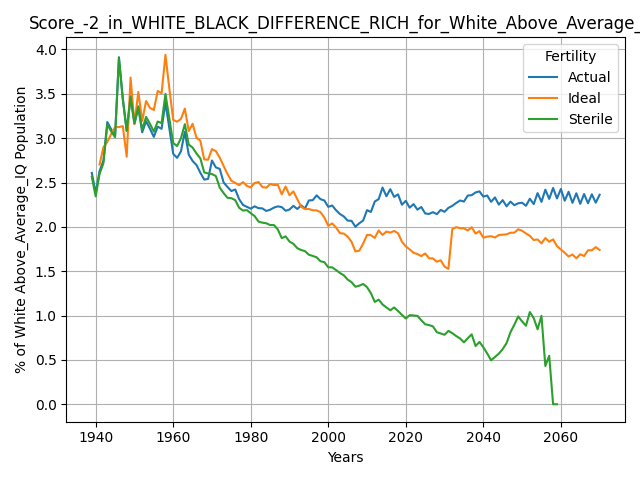 Score_-2_in_WHITE_BLACK_DIFFERENCE_RICH_for_White_Above_Average_
% of White Above_Average_IQ Population
4.0
3.5
3.0
2.5
2.0
1.5
1.0
0.5
0.0
Fertility
Actual
Ideal
Sterile
1940 1960 1980 2000 2020 2040 2060
Years